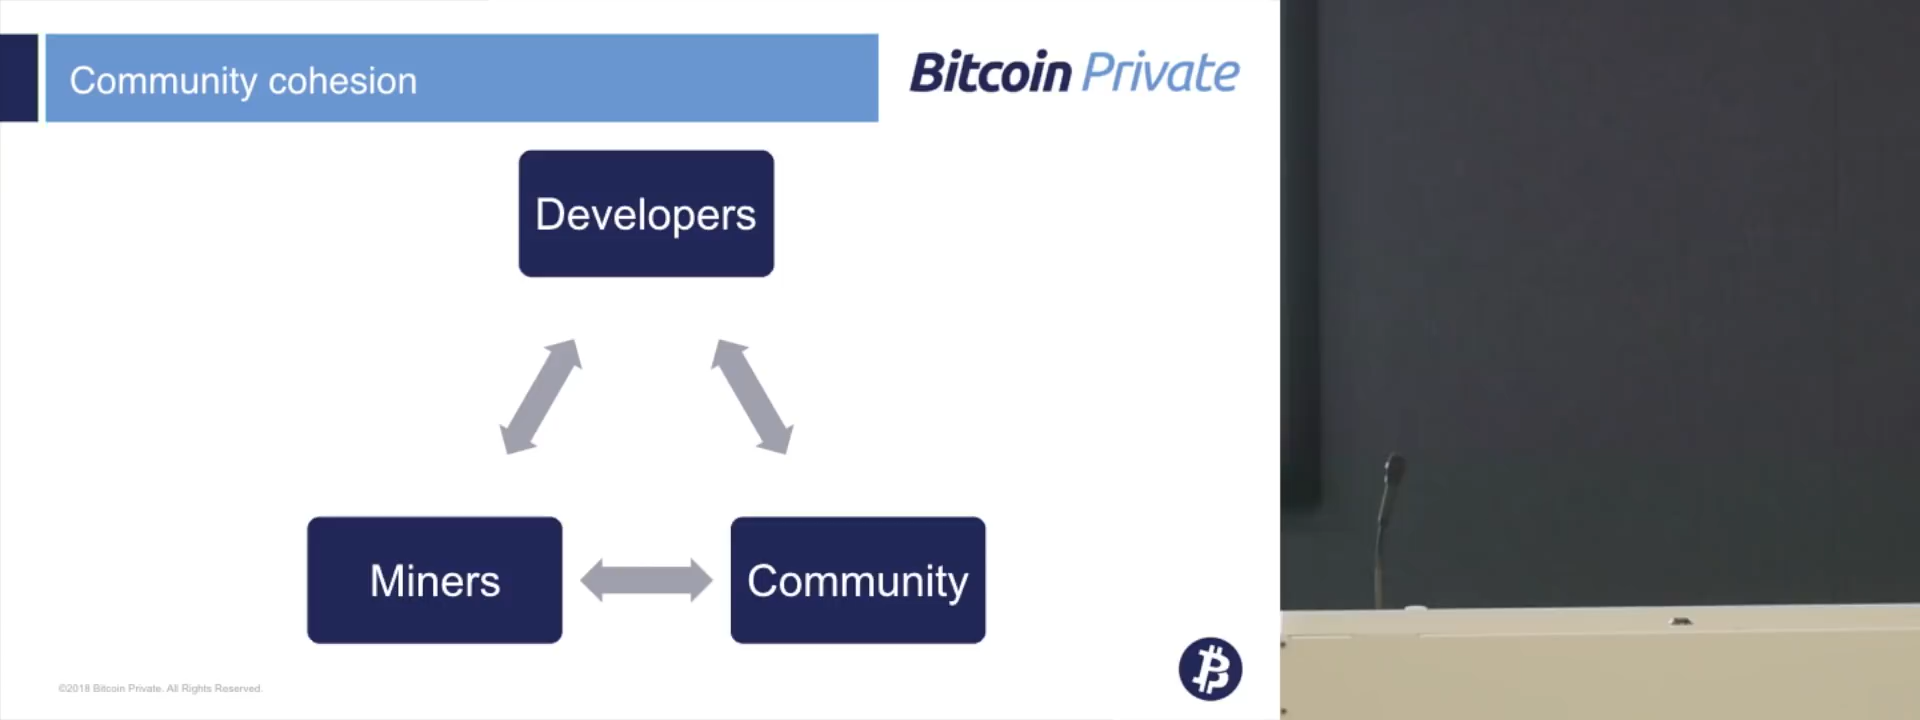 Community cohesion
Bitcoin Private
Developers
Miners
Community
©2018 Bitcoin Private. All Rights Reserved.